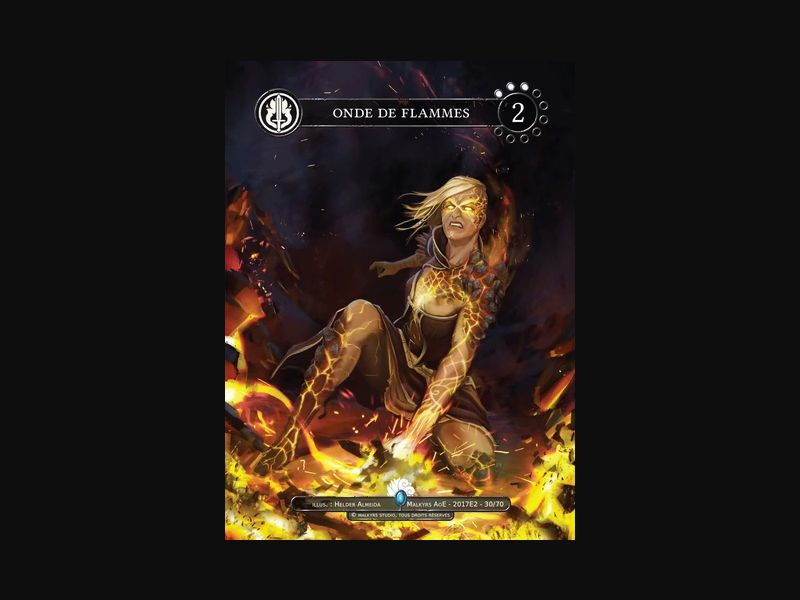 ONDE DE FLAMMES
2
ILLUS. : HELDER ALMEIDA
MALKYRS AOE - 2017E2 - 30/70
© MALKYRS STUDIO, TOUS DROITS RÉSERVÉS